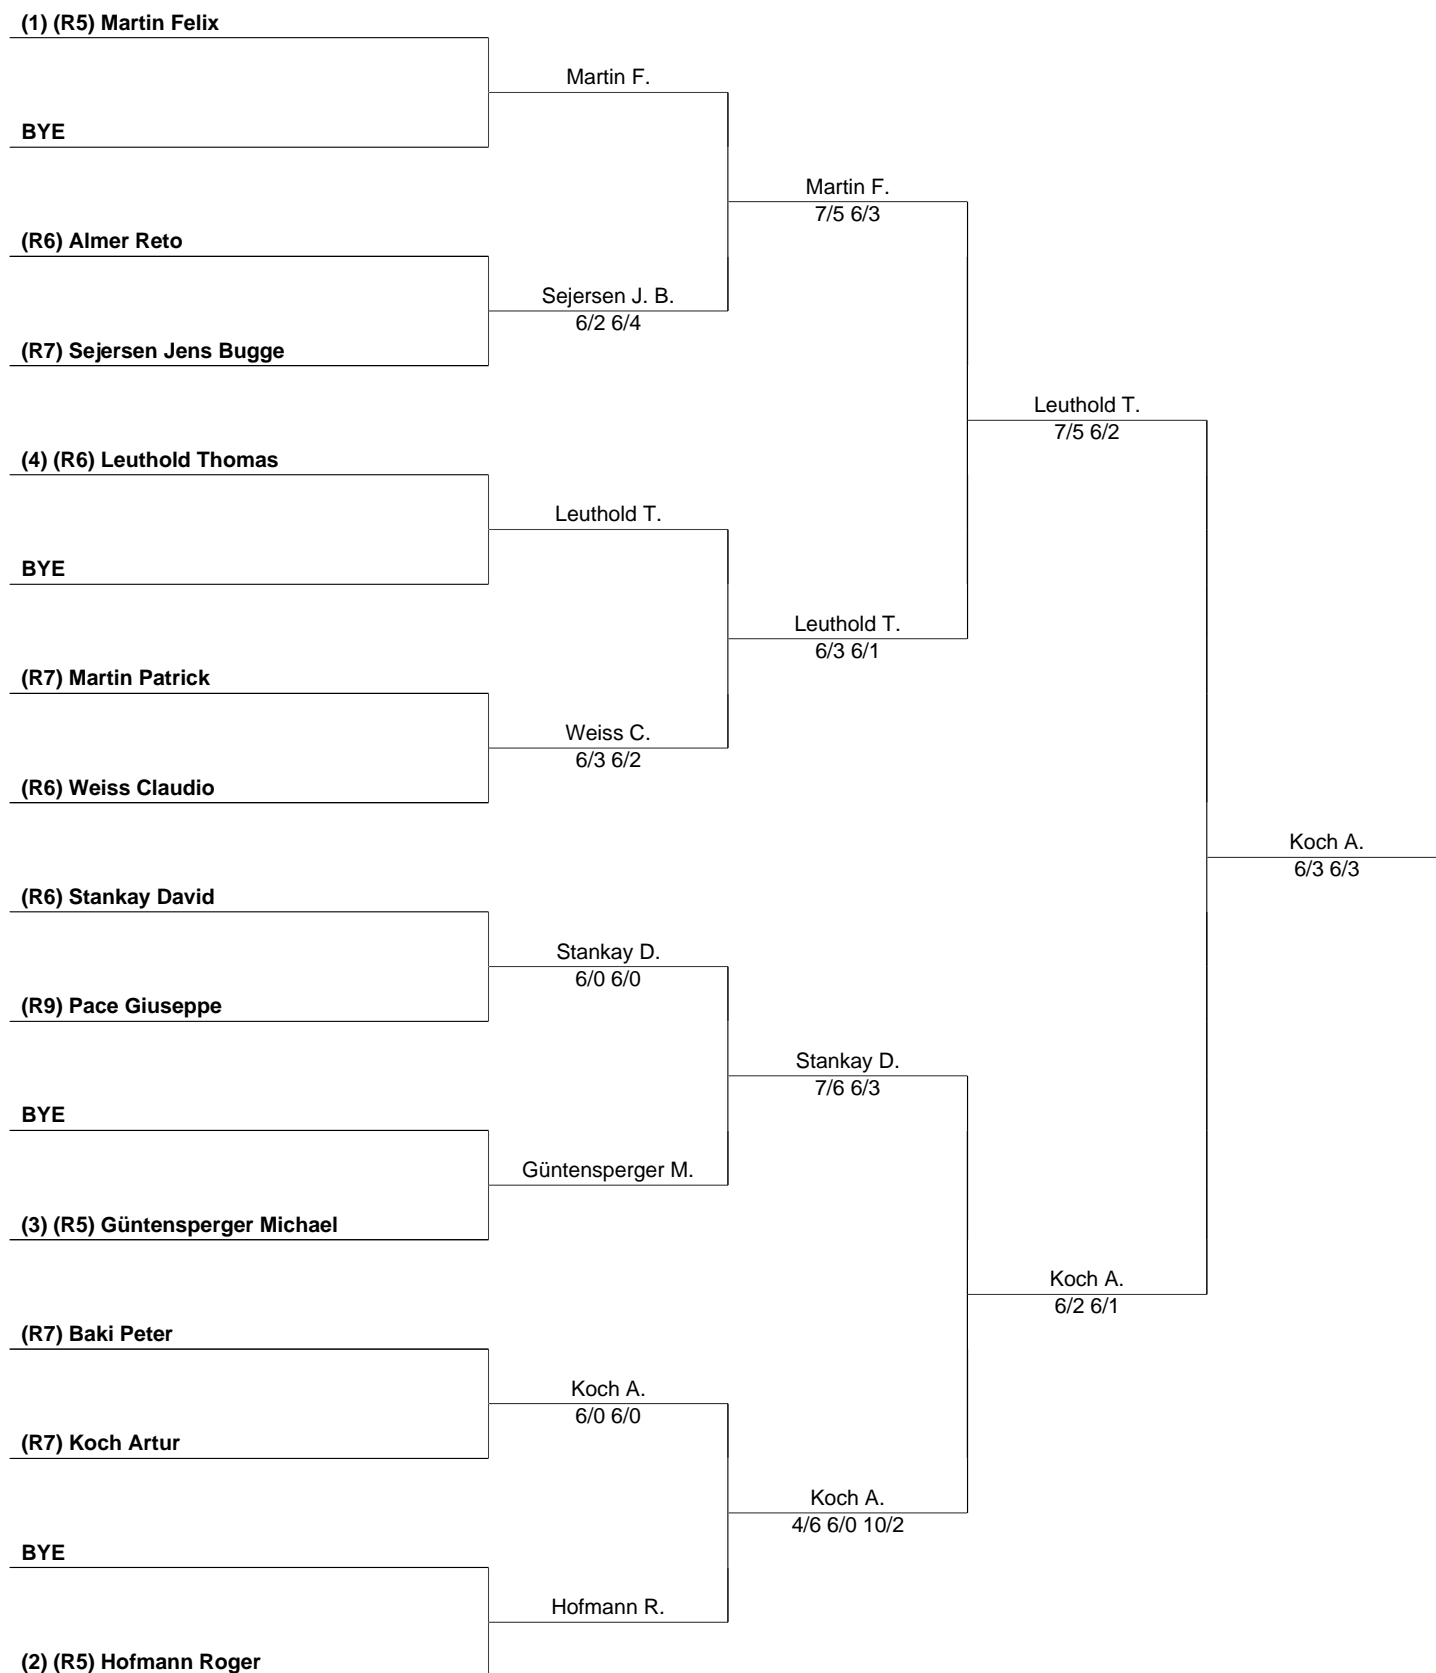 (1) (R5) Martin Felix
Martin F.
BYE
Martin F.
7/5 6/3
(R6) Almer Reto
Sejersen J. B.
6/2 6/4
(R7) Sejersen Jens Bugge
Leuthold T.
7/5 6/2
(4) (R6) Leuthold Thomas
Leuthold T.
BYE
Leuthold T.
6/3 6/1
(R7) Martin Patrick
Weiss C.
6/3 6/2
(R6) Weiss Claudio
Koch A.
6/3 6/3
(R6) Stankay David
Stankay D.
6/0 6/0
(R9) Pace Giuseppe
Stankay D.
7/6 6/3
BYE
Güntensperger M.
(3) (R5) Güntensperger Michael
Koch A.
6/2 6/1
(R7) Baki Peter
Koch A.
6/0 6/0
(R7) Koch Artur
Koch A.
4/6 6/0 10/2
BYE
Hofmann R.
(2) (R5) Hofmann Roger